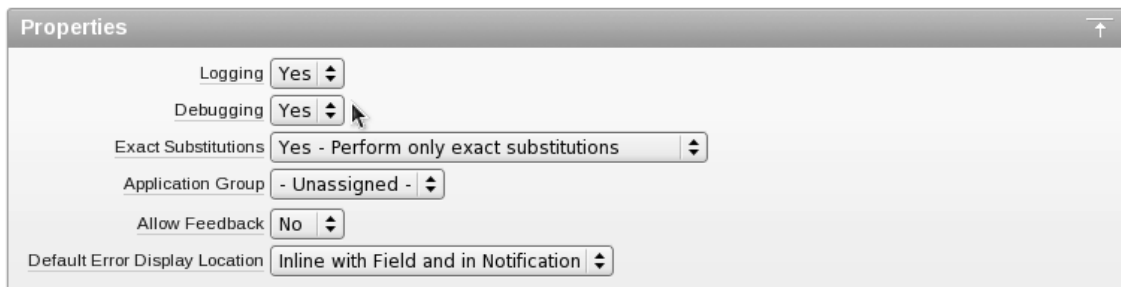 Properties
Logging Yes
Debugging Yes
Exact Substitutions Yes - Perform only exact substitutions
Application Group - Unassigned -
Allow Feedback No
Default Error Display Location Inline with Field and in Notification